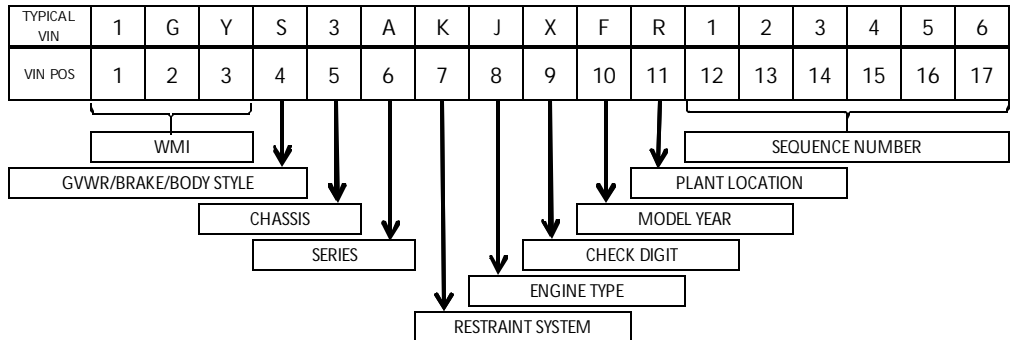 TYPICAL VIN 1 G Y S 3 A K J X F R 1 2 3 4 5 6
VIN POS 1 2 3 4 5 6 7 8 9 10 11 12 13 14 15 16 17
WMI SEQUENCE NUMBER
GVWR/BRAKE/BODY STYLE PLANT LOCATION
CHASSIS MODEL YEAR
SERIES CHECK DIGIT
ENGINE TYPE
RESTRAINT SYSTEM